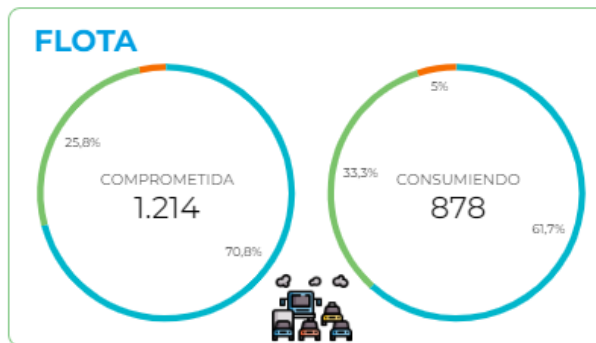 FLOTA
25,8%
COMPROMETIDA
1.214
70,8%
5%
33,3%
CONSUMIENDO
878
61,7%